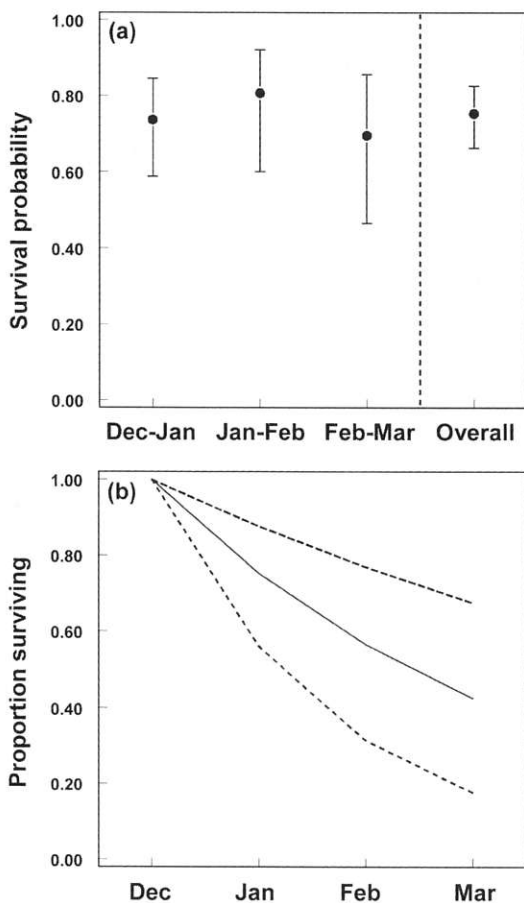 (a)
Survival probability
1.00
0.80
0.60
0.40
0.20
0.00
Dec-Jan Jan-Feb Feb-Mar Overall
(b)
Proportion surviving
1.00
0.80
0.60
0.40
0.20
0.00
Dec Jan Feb Mar